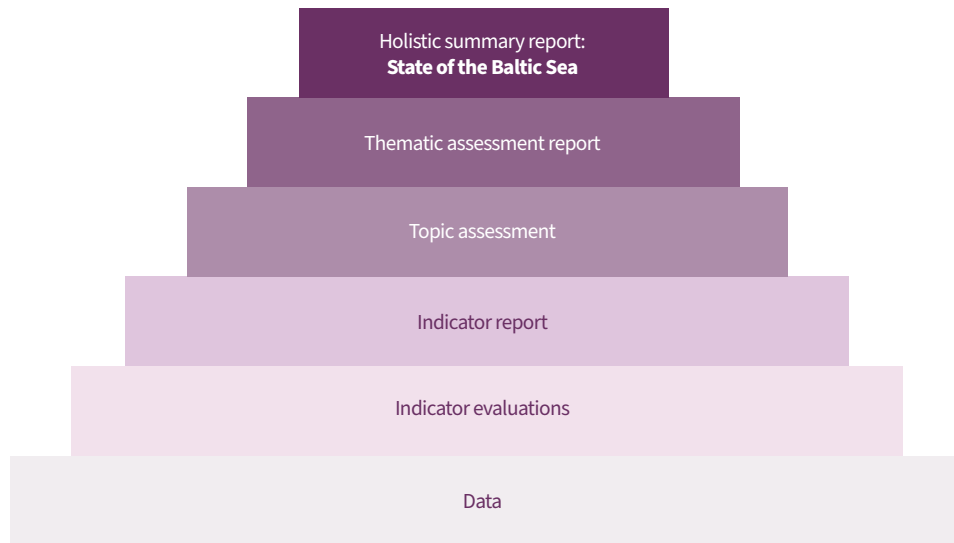 Holistic summary report:
State of the Baltic Sea
Thematic assessment report
Topic assessment
Indicator report
Indicator evaluations
Data